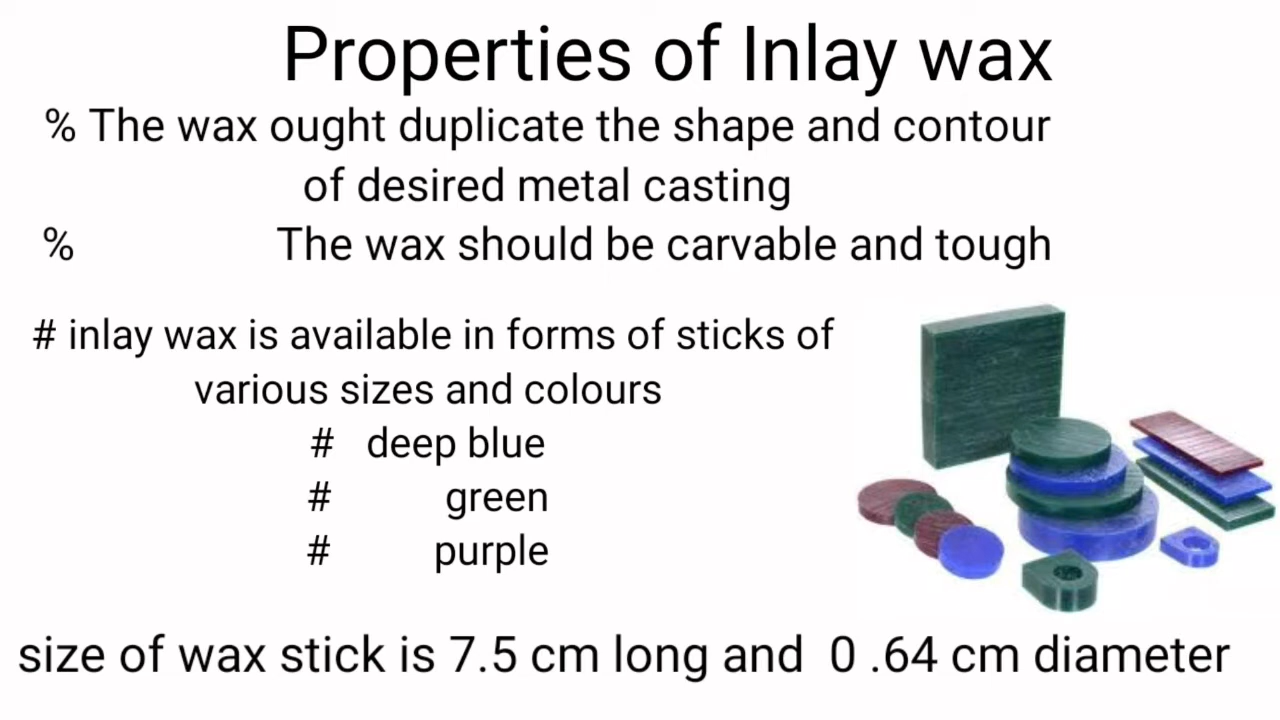 Properties of Inlay wax
% The wax ought duplicate the shape and contour
of desired metal casting
% The wax should be carvable and tough
# inlay wax is available in forms of sticks of
various sizes and colours
# deep blue
# green
# purple
size of wax stick is 7.5 cm long and 0 .64 cm diameter